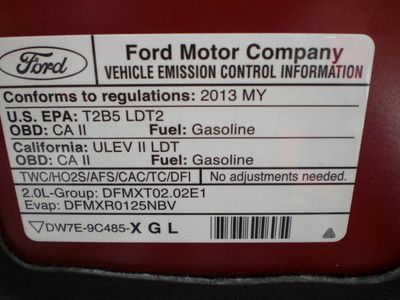 Ford
Ford Motor Company
VEHICLE EMISSION CONTROL INFORMATION
Conforms to regulations: 2013 MY
U.S. EPA: T2B5 LDT2
OBD: CA II Fuel: Gasoline
California: ULEV II LDT
OBD: CA II Fuel: Gasoline
TWC/HO2S/AFS/CAC/TC/DFI No adjustments needed.
2.0L-Group: DFMXT02.02E1
Evap: DFMXR0125NBV
DW7E-9C485-X G L